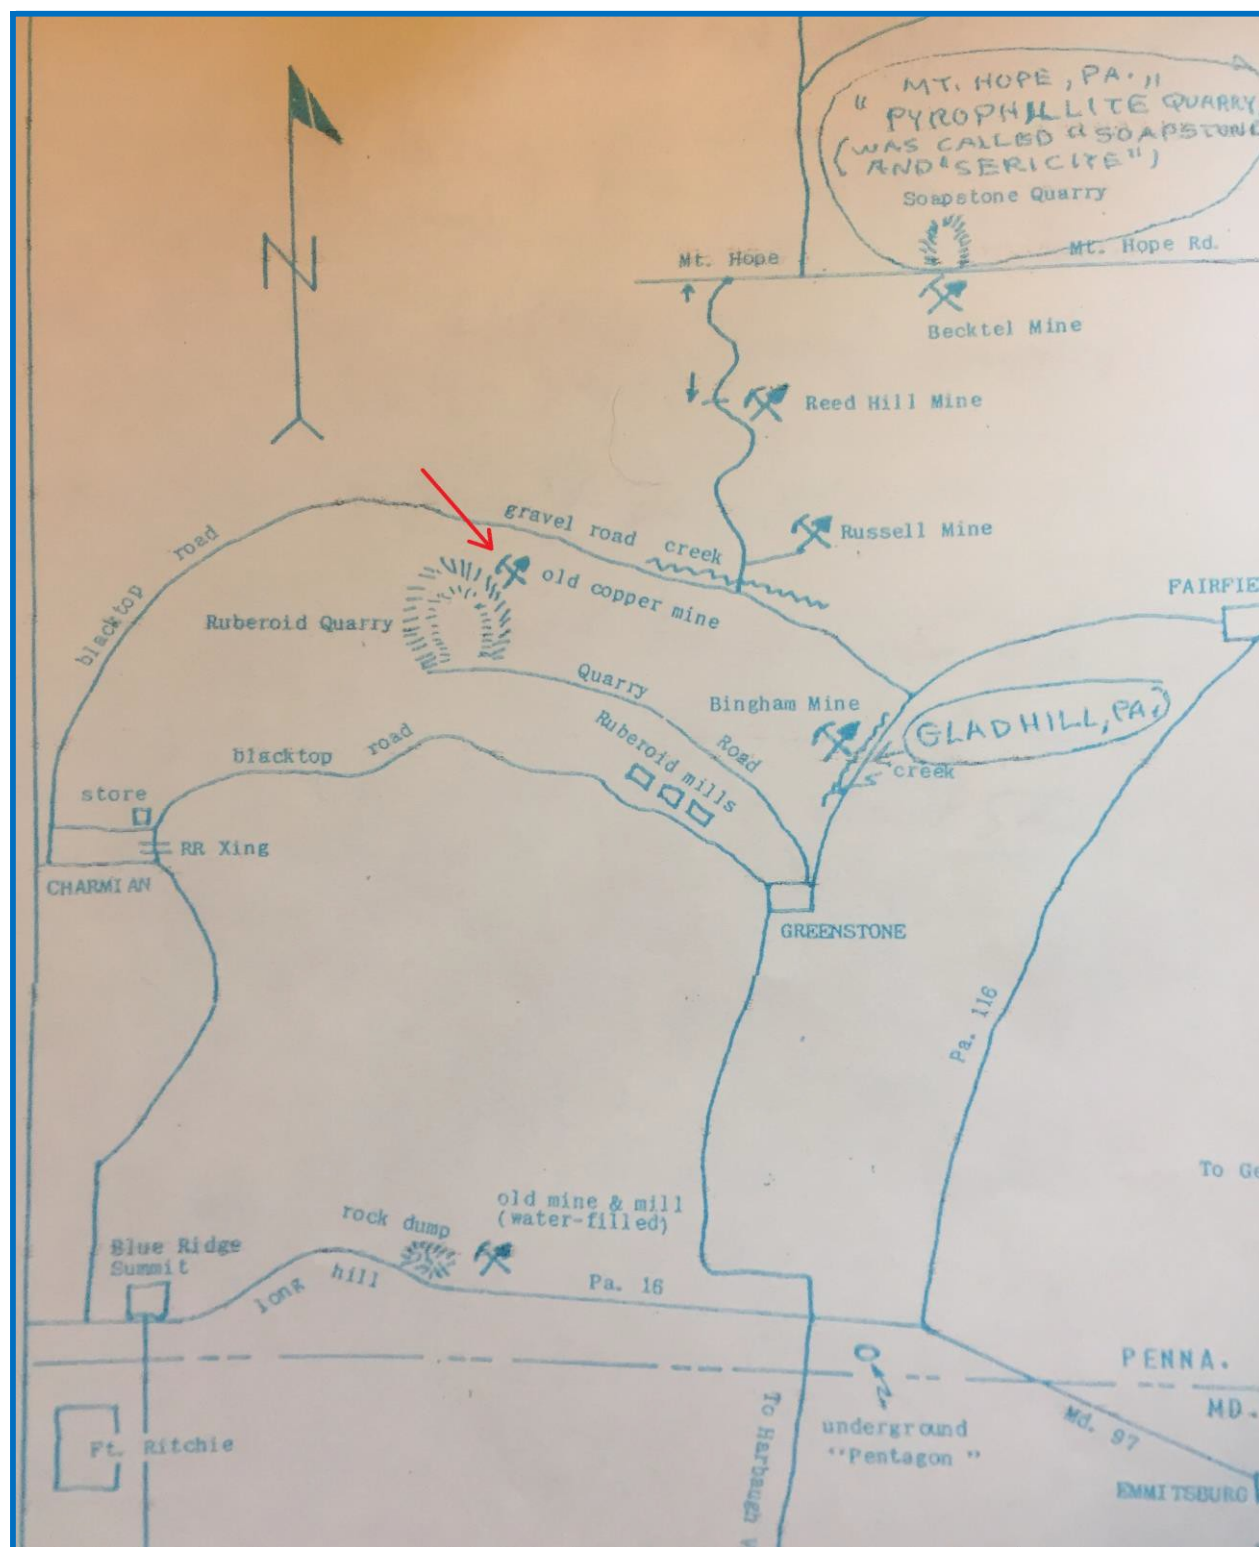 "MT. HOPE, PA."
PYROPHILLITE QUARRY
(WAS CALLED "SOAPSTONE
AND "SERICITE")
Soapstone Quarry
Mt. Hope
Mt. Hope Rd.
N
Becktel Mine
Reed Hill Mine
gravel road
creek
Russell Mine
blacktop road
old copper mine
FAIRFIE
Ruberoid Quarry
Quarry Road
Bingham Mine
GLADHILL, PA.
Ruberoid mills
creek
blacktop road
store
RR Xing
CHARMIAN
GREENSTONE
Pa. 116
To Ge
old mine & mill
(water-filled)
rock dump
Blue Ridge
Summit
long hill
Pa. 16
PENNA.
MD.
Md. 97
To Harbaugh
underground
"Pentagon "
Ft. Ritchie
EMMITSBURG